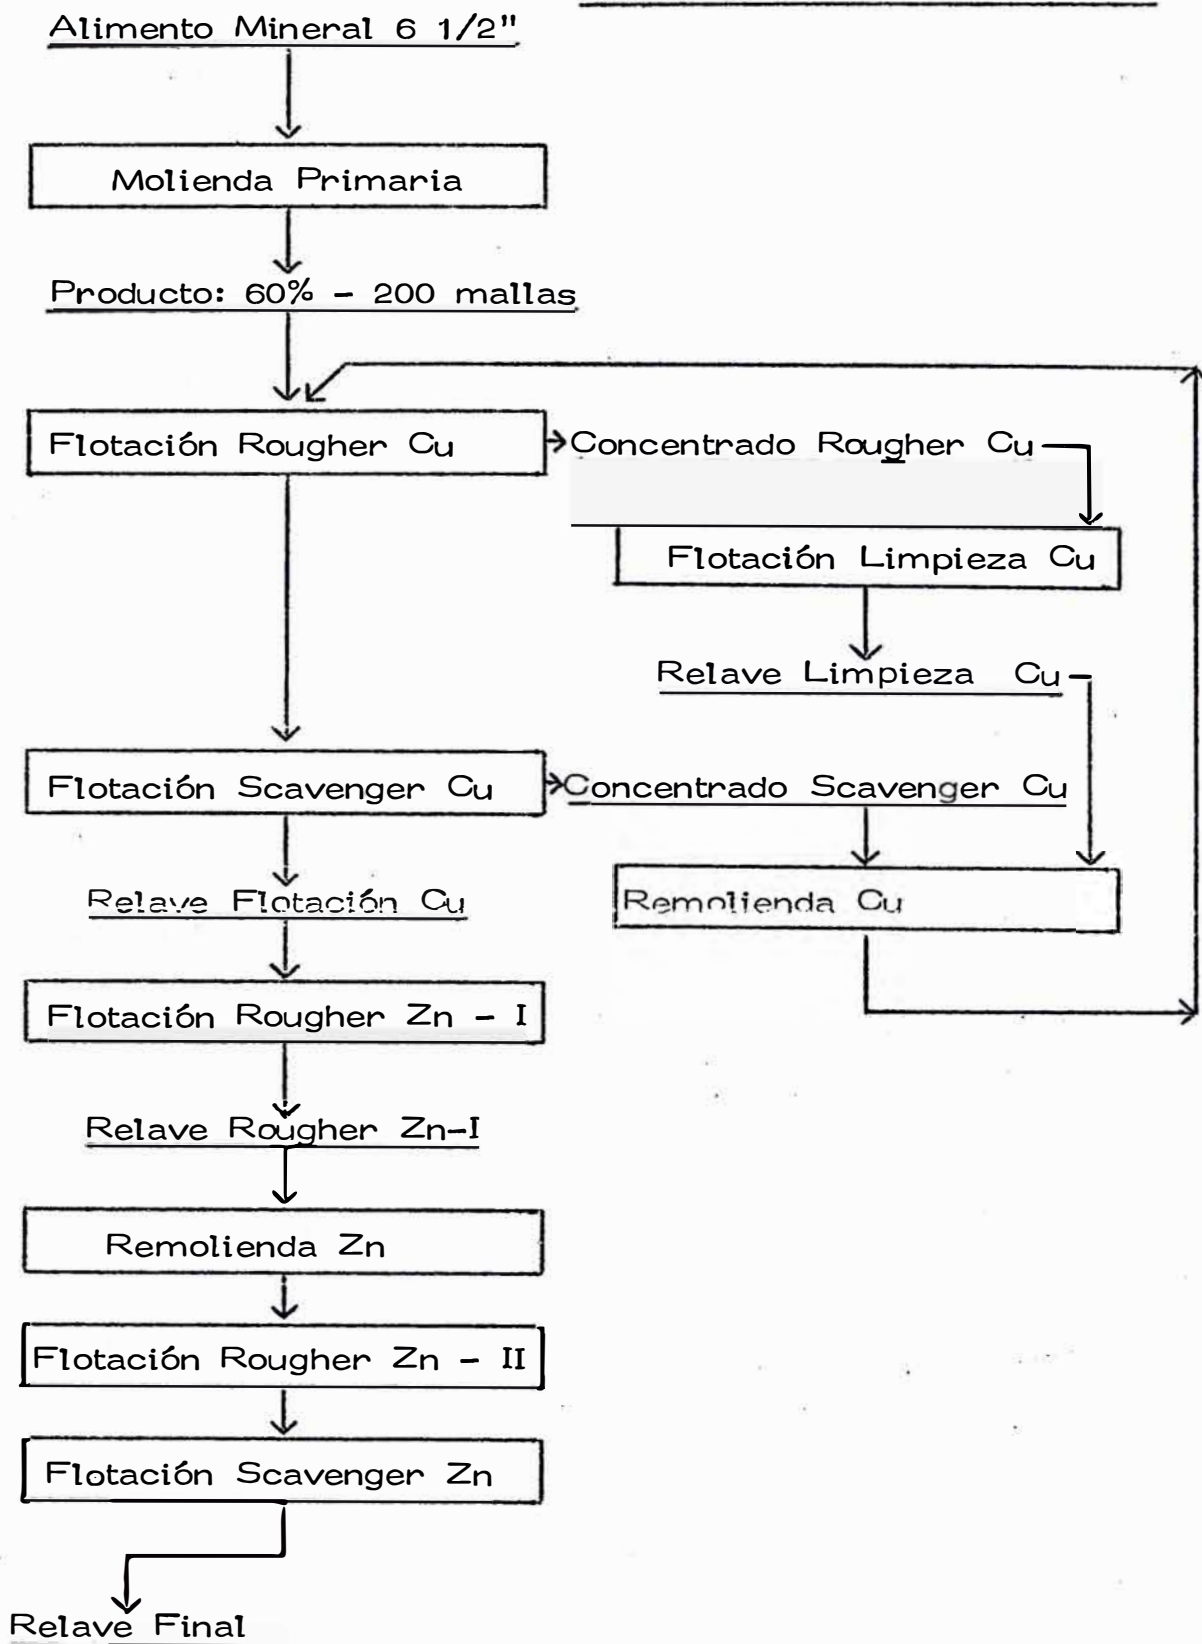 Alimento Mineral 6 1/2"
Molienda Primaria
Producto: 60% - 200 mallas
Flotación Rougher Cu
Concentrado Rougher Cu
Flotación Limpieza Cu
Relave Limpieza Cu
Flotación Scavenger Cu
Concentrado Scavenger Cu
Relave Flotación Cu
Remolienda Cu
Flotación Rougher Zn - I
Relave Rougher Zn-I
Remolienda Zn
Flotación Rougher Zn - II
Flotación Scavenger Zn
Relave Final